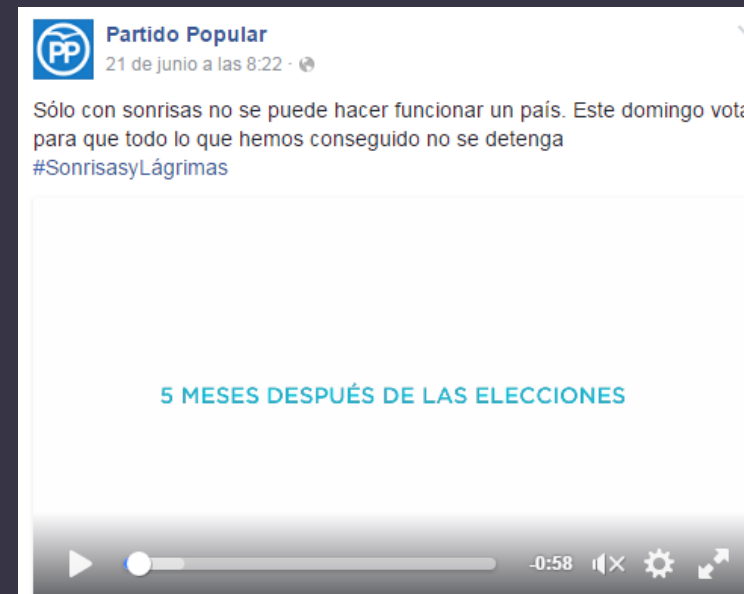 PP
Partido Popular
21 de junio a las 8:22 ·
Sólo con sonrisas no se puede hacer funcionar un país. Este domingo vota
para que todo lo que hemos conseguido no se detenga
#SonrisasyLágrimas
5 MESES DESPUÉS DE LAS ELECCIONES
-0:58